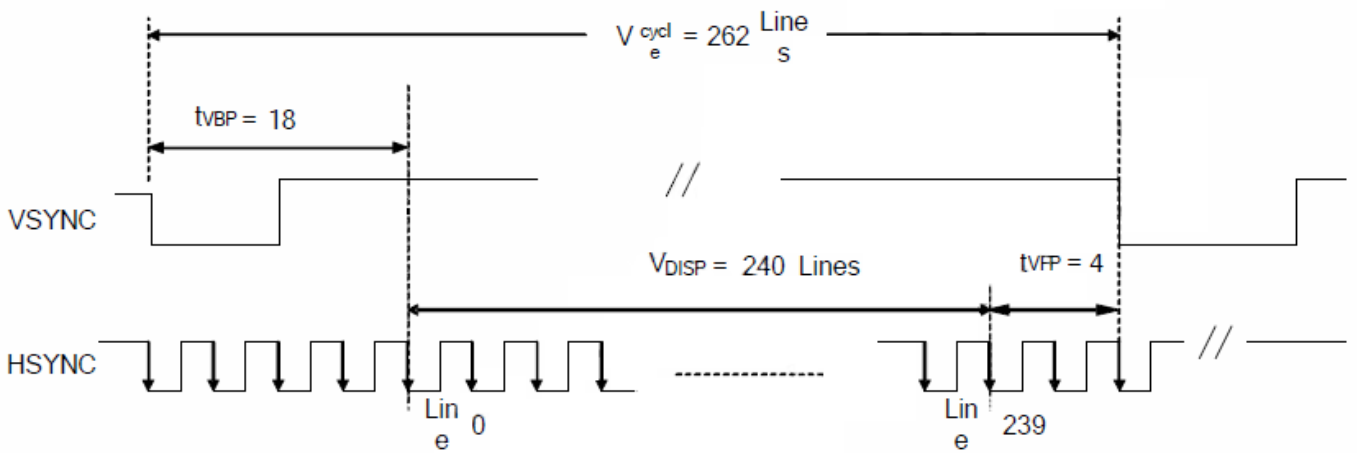 V cycl e = 262 Line s
tVBP = 18
VSYNC
VDISP = 240 Lines
tVFP = 4
HSYNC
Lin e 0
Lin e 239